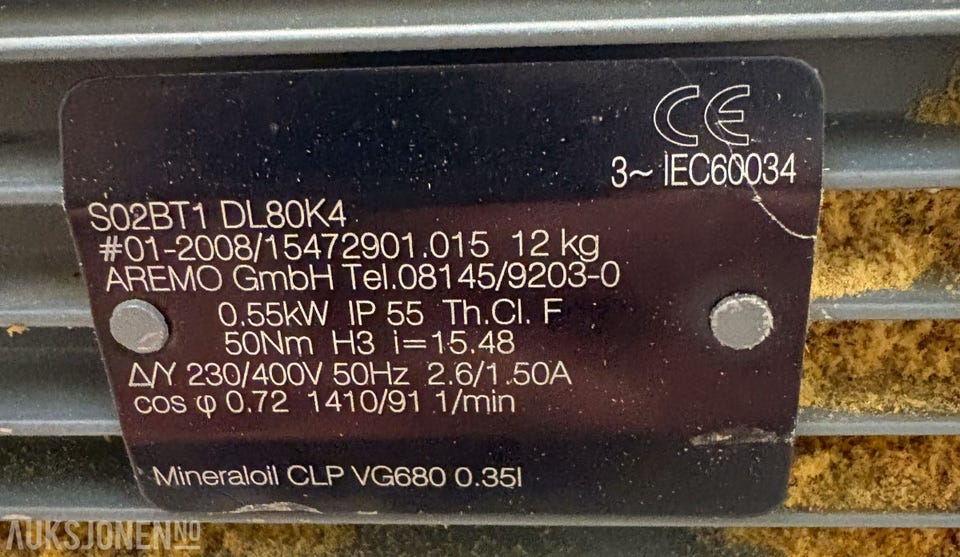 CE
3~ IEC60034
S02BT1 DL80K4
#01-2008/15472901.015 12 kg
AREMO GmbH Tel.08145/9203-0
0.55kW IP 55 Th.Cl. F
50Nm H3 i=15.48
Δ/Y 230/400V 50Hz 2.6/1.50A
cos φ 0.72 1410/91 1/min
Mineraloil CLP VG680 0.35l
AUKSJONEN NO